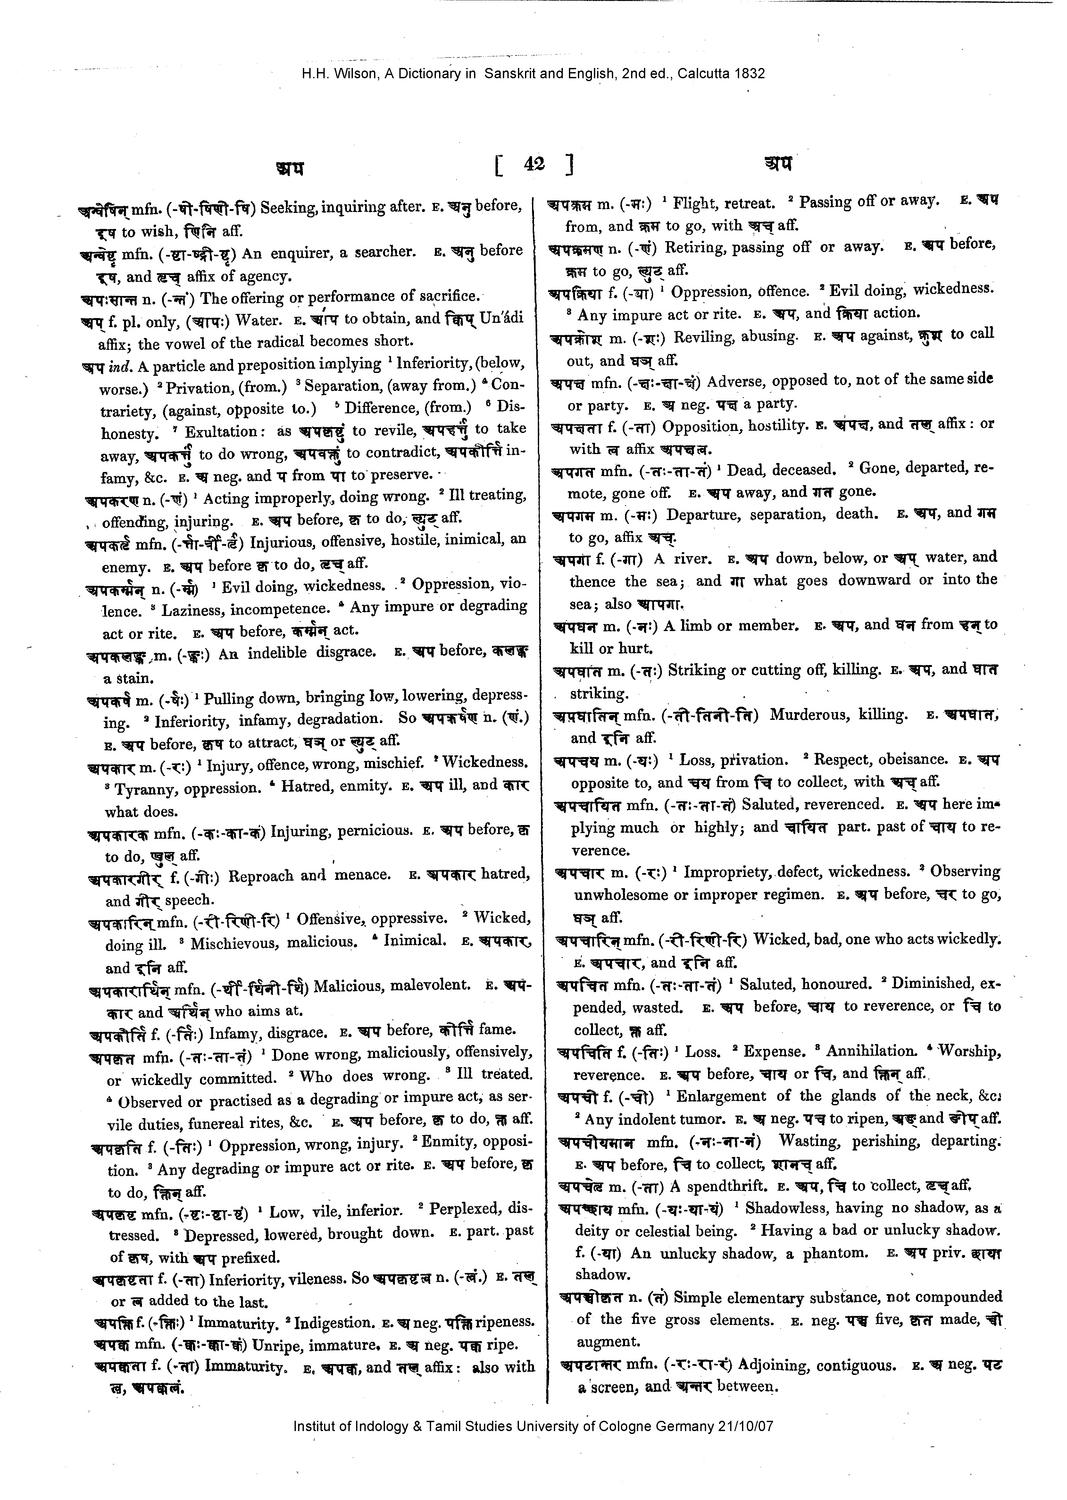 H.H. Wilson, A Dictionary in Sanskrit and English, 2nd ed., Calcutta 1832
अप [ 42 ] अप
अन्वेषिन् mfn. (-षी-षिणी-षि) Seeking, inquiring after. E. अनु before,
इष to wish, णिनि aff.
अन्वेष्टृ mfn. (-ष्टा-ष्ट्री-ष्टृ) An enquirer, a searcher. E. अनु before
इष, and तृच् affix of agency.
अपःसान्त n. (-न्तं) The offering or performance of sacrifice.
अप् f. pl. only, (आपः) Water. E. आप to obtain, and क्विप् Un'ádi
affix; the vowel of the radical becomes short.
अप ind. A particle and preposition implying ¹ Inferiority, (below,
worse.) ² Privation, (from.) ³ Separation, (away from.) ⁴ Con-
trariety, (against, opposite to.) ⁵ Difference, (from.) ⁶ Dis-
honesty. ⁷ Exultation: as अपक्रष्टुं to revile, अपहर्त्तुं to take
away, अपकर्त्तुं to do wrong, अपवक्तुं to contradict, अपकीर्त्ति in-
famy, &c. E. अ neg. and प from पा to preserve.
अपकरण n. (-णं) ¹ Acting improperly, doing wrong. ² Ill treating,
offending, injuring. E. अप before, कृ to do, ल्युट् aff.
अपकर्तृ mfn. (-र्त्ता-र्त्री-र्तृ) Injurious, offensive, hostile, inimical, an
enemy. E. अप before कृ to do, तृच् aff.
अपकर्म्मन् n. (-र्म्म) ¹ Evil doing, wickedness. ² Oppression, vio-
lence. ³ Laziness, incompetence. ⁴ Any impure or degrading
act or rite. E. अप before, कर्म्मन् act.
अपकलङ्क m. (-ङ्कः) An indelible disgrace. E. अप before, कलङ्क
a stain.
अपकर्ष m. (-र्षः) ¹ Pulling down, bringing low, lowering, depress-
ing. ² Inferiority, infamy, degradation. So अपकर्षण n. (णं.)
E. अप before, कृष to attract, घञ् or ल्युट् aff.
अपकार m. (-रः) ¹ Injury, offence, wrong, mischief. ² Wickedness.
³ Tyranny, oppression. ⁴ Hatred, enmity. E. अप ill, and कार
what does.
अपकारक mfn. (-कः-का-कं) Injuring, pernicious. E. अप before, कृ
to do, ण्वुल् aff.
अपकारगीर् f. (-गीः) Reproach and menace. E. अपकार hatred,
and गीर् speech.
अपकारिन् mfn. (-री-रिणी-रि) ¹ Offensive, oppressive. ² Wicked,
doing ill. ³ Mischievous, malicious. ⁴ Inimical. E. अपकार,
and इनि aff.
अपकारार्थिन् mfn. (-र्थी-र्थिनी-र्थि) Malicious, malevolent. E. अप-
कार and अर्थिन् who aims at.
अपकीर्त्ति f. (-र्त्तिः) Infamy, disgrace. E. अप before, कीर्त्ति fame.
अपकृत mfn. (-तः-ता-तं) ¹ Done wrong, maliciously, offensively,
or wickedly committed. ² Who does wrong. ³ Ill treated.
⁴ Observed or practised as a degrading or impure act, as ser-
vile duties, funereal rites, &c. E. अप before, कृ to do, क्त aff.
अपकृति f. (-तिः) ¹ Oppression, wrong, injury. ² Enmity, opposi-
tion. ³ Any degrading or impure act or rite. E. अप before, कृ
to do, क्तिन् aff.
अपकृष्ट mfn. (-ष्टः-ष्टा-ष्टं) ¹ Low, vile, inferior. ² Perplexed, dis-
tressed. ³ Depressed, lowered, brought down. E. part. past
of कृष, with अप prefixed.
अपकृष्टता f. (-ता) Inferiority, vileness. So अपकृष्टत्व n. (-त्वं.) E. तल्
or त्व added to the last.
अपक्ति f. (-क्तिः) ¹ Immaturity. ² Indigestion. E. अ neg. पक्ति ripeness.
अपक्व mfn. (-क्वः-क्वा-क्वं) Unripe, immature. E. अ neg. पक्व ripe.
अपक्वता f. (-ता) Immaturity. E. अपक्व, and तल् affix: also with
त्व, अपक्वत्वं.
अपक्रम m. (-मः) ¹ Flight, retreat. ² Passing off or away. E. अप
from, and क्रम to go, with अच् aff.
अपक्रमण n. (-णं) Retiring, passing off or away. E. अप before,
क्रम to go, ल्युट् aff.
अपक्रिया f. (-या) ¹ Oppression, offence. ² Evil doing, wickedness.
³ Any impure act or rite. E. अप, and क्रिया action.
अपक्रोश m. (-शः) Reviling, abusing. E. अप against, क्रुश to call
out, and घञ् aff.
अपक्ष mfn. (-क्षः-क्षा-क्षं) Adverse, opposed to, not of the same side
or party. E. अ neg. पक्ष a party.
अपक्षता f. (-ता) Opposition, hostility. E. अपक्ष, and तल् affix: or
with त्व affix अपक्षत्व.
अपगत mfn. (-तः-ता-तं) ¹ Dead, deceased. ² Gone, departed, re-
mote, gone off. E. अप away, and गत gone.
अपगम m. (-मः) Departure, separation, death. E. अप, and गम
to go, affix अच्.
अपगा f. (-गा) A river. E. अप down, below, or अप् water, and
thence the sea; and गा what goes downward or into the
sea; also आपगा.
अपघन m. (-नः) A limb or member. E. अप, and घन from हन् to
kill or hurt.
अपघात m. (-तः) Striking or cutting off, killing. E. अप, and घात
striking.
अपघातिन् mfn. (-ती-तिनी-ति) Murderous, killing. E. अपघात,
and इनि aff.
अपचय m. (-यः) ¹ Loss, privation. ² Respect, obeisance. E. अप
opposite to, and चय from चि to collect, with अच् aff.
अपचायित mfn. (-तः-ता-तं) Saluted, reverenced. E. अप here im-
plying much or highly; and चायित part. past of चाय to re-
verence.
अपचार m. (-रः) ¹ Impropriety, defect, wickedness. ² Observing
unwholesome or improper regimen. E. अप before, चर to go,
घञ् aff.
अपचारिन् mfn. (-री-रिणी-रि) Wicked, bad, one who acts wickedly.
E. अपचार, and इनि aff.
अपचित mfn. (-तः-ता-तं) ¹ Saluted, honoured. ² Diminished, ex-
pended, wasted. E. अप before, चाय to reverence, or चि to
collect, क्त aff.
अपचिति f. (-तिः) ¹ Loss. ² Expense. ³ Annihilation. ⁴ Worship,
reverence. E. अप before, चाय or चि, and क्तिन् aff.
अपची f. (-ची) ¹ Enlargement of the glands of the neck, &c.
² Any indolent tumor. E. अ neg. पच to ripen, अङ् and ङीप् aff.
अपचीयमान mfn. (-नः-ना-नं) Wasting, perishing, departing.
E. अप before, चि to collect, शानच् aff.
अपचेतृ m. (-ता) A spendthrift. E. अप, चि to collect, तृच् aff.
अपच्छाय mfn. (-यः-या-यं) ¹ Shadowless, having no shadow, as a
deity or celestial being. ² Having a bad or unlucky shadow.
f. (-या) An unlucky shadow, a phantom. E. अप priv. छाया
shadow.
अपञ्चीकृत n. (तं) Simple elementary substance, not compounded
of the five gross elements. E. neg. पञ्च five, कृत made, ची
augment.
अपटान्तर mfn. (-रः-रा-रं) Adjoining, contiguous. E. अ neg. पट
a screen, and अन्तर between.
Institut of Indology & Tamil Studies University of Cologne Germany 21/10/07